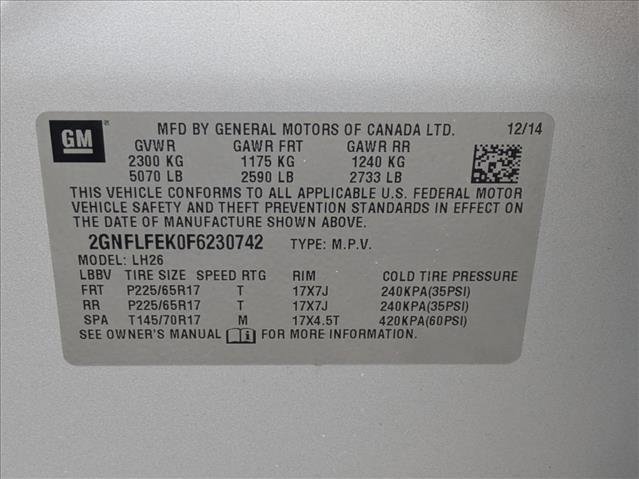 GM ® MFD BY GENERAL MOTORS OF CANADA LTD. 12/14
GVWR GAWR FRT GAWR RR
2300 KG 1175 KG 1240 KG
5070 LB 2590 LB 2733 LB
THIS VEHICLE CONFORMS TO ALL APPLICABLE U.S. FEDERAL MOTOR
VEHICLE SAFETY AND THEFT PREVENTION STANDARDS IN EFFECT ON
THE DATE OF MANUFACTURE SHOWN ABOVE.
2GNFLFEK0F6230742 TYPE: M.P.V.
MODEL: LH26
LBBV TIRE SIZE SPEED RTG RIM COLD TIRE PRESSURE
FRT P225/65R17 T 17X7J 240KPA(35PSI)
RR P225/65R17 T 17X7J 240KPA(35PSI)
SPA T145/70R17 M 17X4.5T 420KPA(60PSI)
SEE OWNER'S MANUAL FOR MORE INFORMATION.